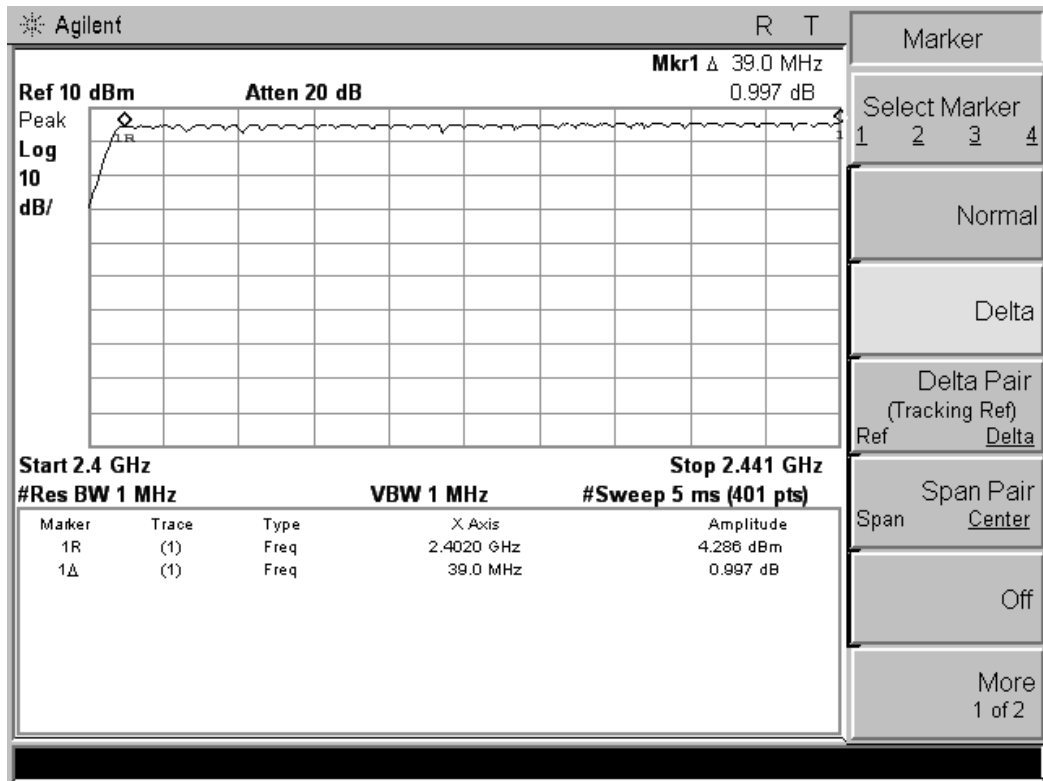 Agilent R T
Mkr1 Δ 39.0 MHz
Ref 10 dBm Atten 20 dB 0.997 dB
Peak
Log
10
dB/
1R
1
Start 2.4 GHz Stop 2.441 GHz
#Res BW 1 MHz VBW 1 MHz #Sweep 5 ms (401 pts)
Marker Trace Type X Axis Amplitude
1R (1) Freq 2.4020 GHz 4.286 dBm
1Δ (1) Freq 39.0 MHz 0.997 dB
Marker
Select Marker
1 2 3 4
Normal
Delta
Delta Pair
(Tracking Ref)
Ref Delta
Span Pair
Span Center
Off
More
1 of 2